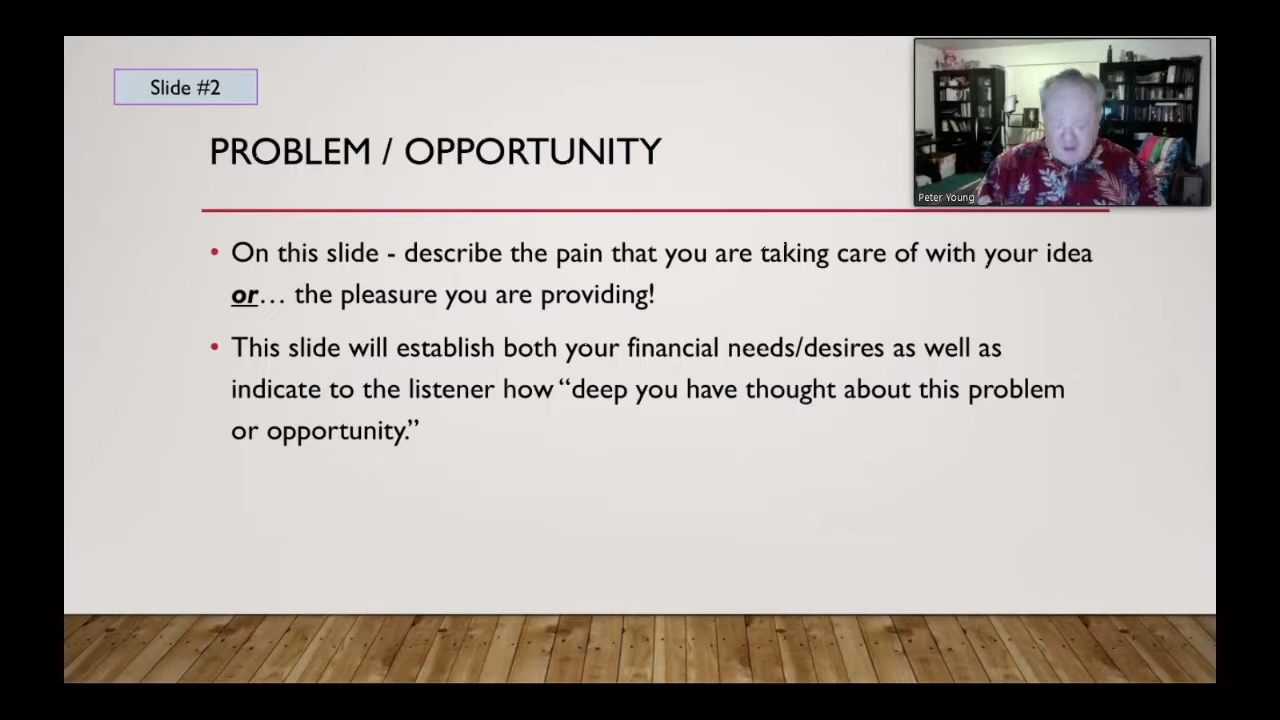 Slide #2
PROBLEM / OPPORTUNITY
Peter Young
• On this slide - describe the pain that you are taking care of with your idea
or… the pleasure you are providing!
• This slide will establish both your financial needs/desires as well as
indicate to the listener how “deep you have thought about this problem
or opportunity.”